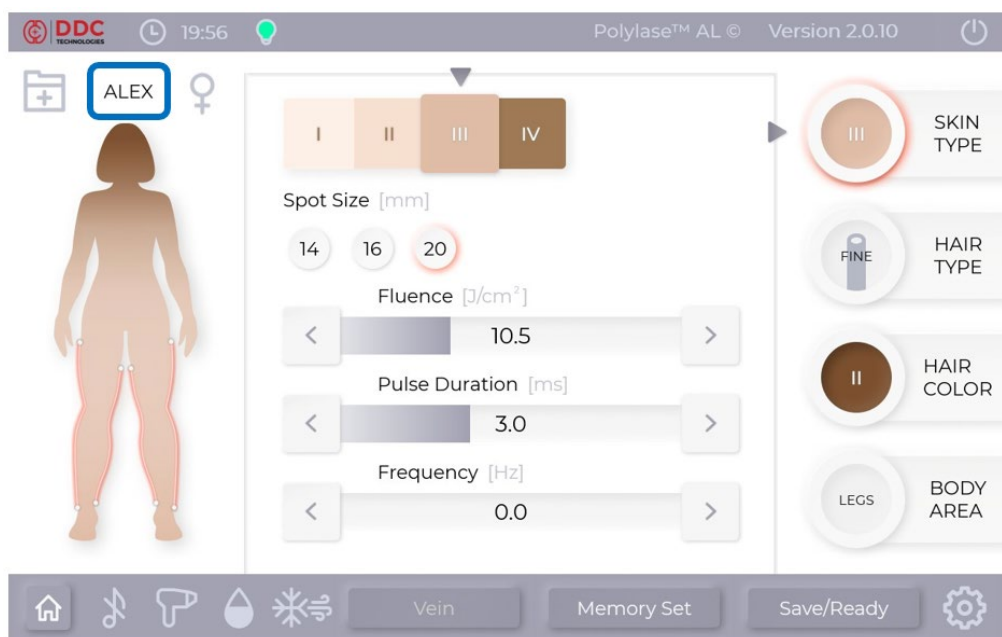 DDC
TECHNOLOGIES
19:56
Polylase™ AL ©
Version 2.0.10
ALEX
I
II
III
IV
Spot Size [mm]
14
16
20
Fluence [J/cm²]
<
10.5
>
Pulse Duration [ms]
<
3.0
>
Frequency [Hz]
<
0.0
>
III
SKIN
TYPE
FINE
HAIR
TYPE
II
HAIR
COLOR
LEGS
BODY
AREA
Vein
Memory Set
Save/Ready